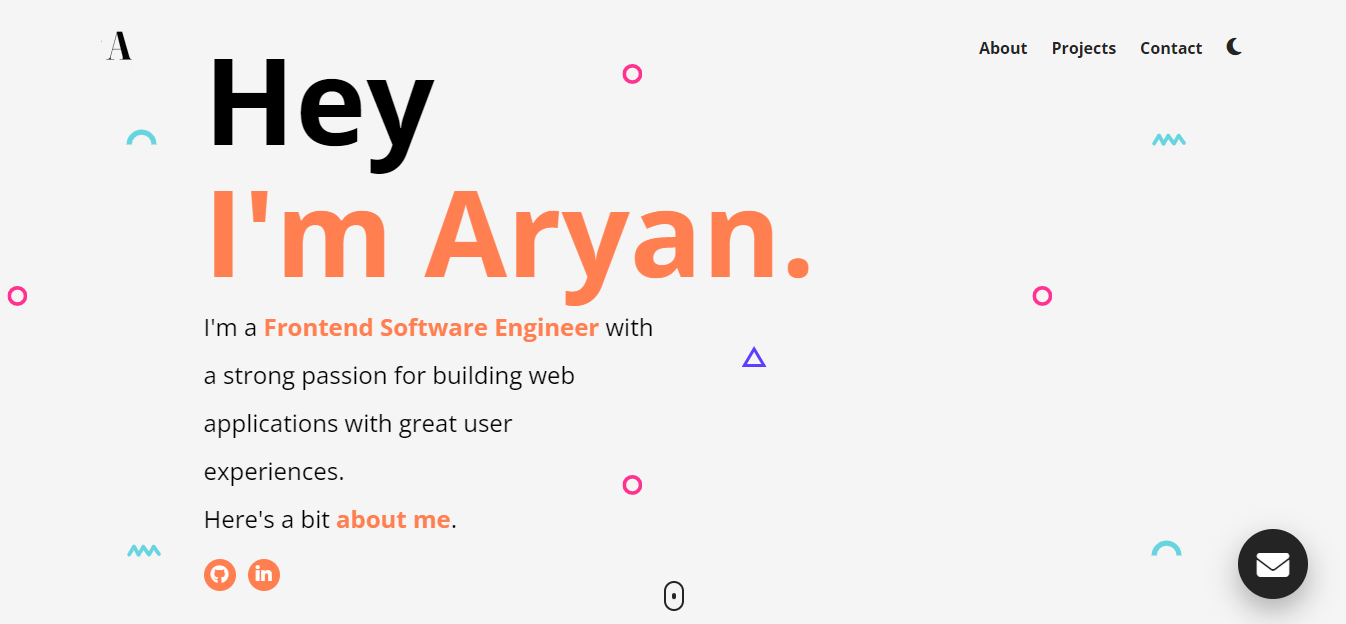 A
About Projects Contact
Hey
I'm Aryan.
I'm a Frontend Software Engineer with
a strong passion for building web
applications with great user
experiences.
Here's a bit about me.
in